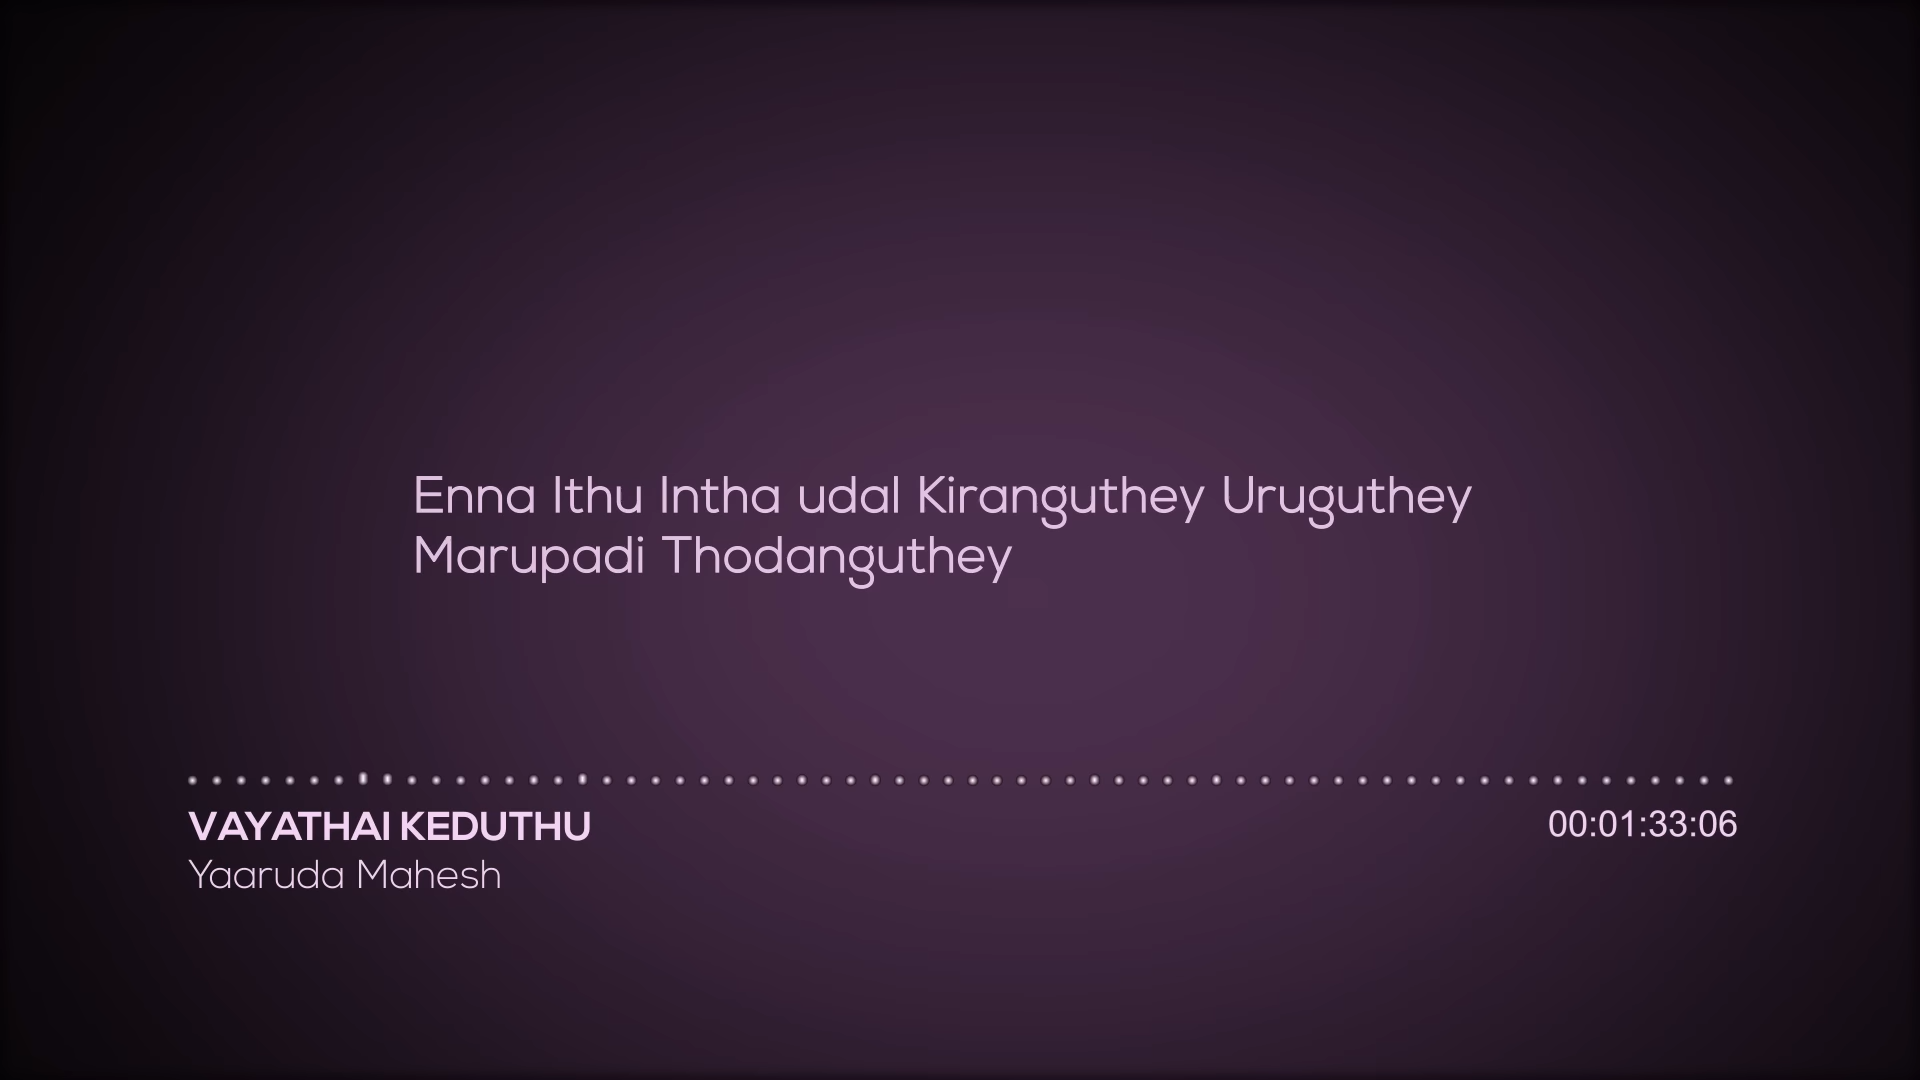 Enna Ithu Intha udal Kiranguthey Uruguthey
Marupadi Thodanguthey
VAYATHAI KEDUTHU
00:01:33:06
Yaaruda Mahesh